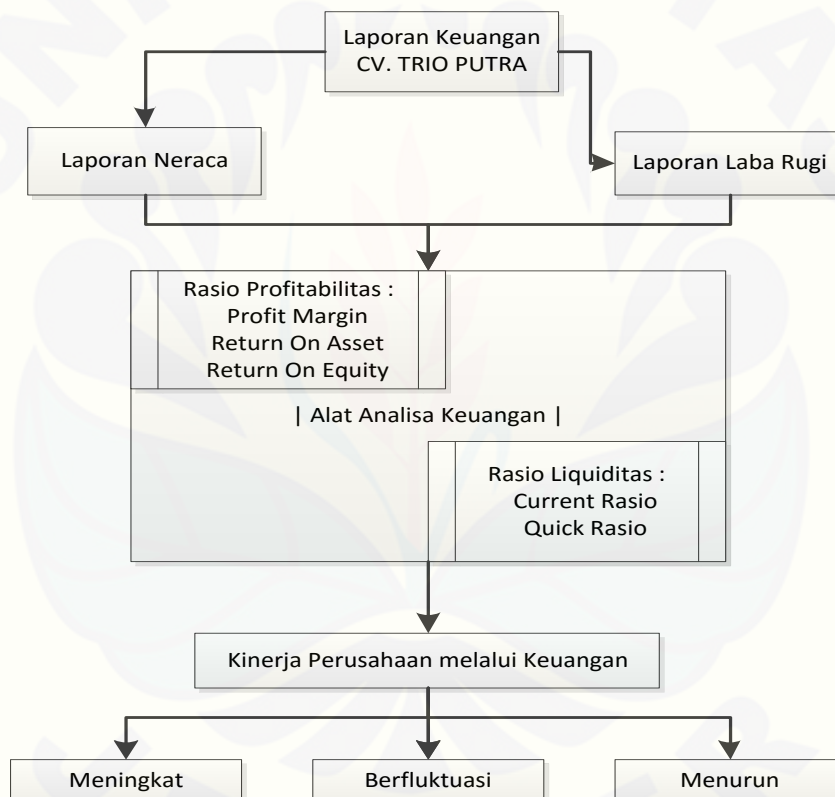 Laporan Keuangan
CV. TRIO PUTRA
Laporan Neraca
Laporan Laba Rugi
Rasio Profitabilitas :
Profit Margin
Return On Asset
Return On Equity
| Alat Analisa Keuangan |
Rasio Liquiditas :
Current Rasio
Quick Rasio
Kinerja Perusahaan melalui Keuangan
Meningkat
Berfluktuasi
Menurun